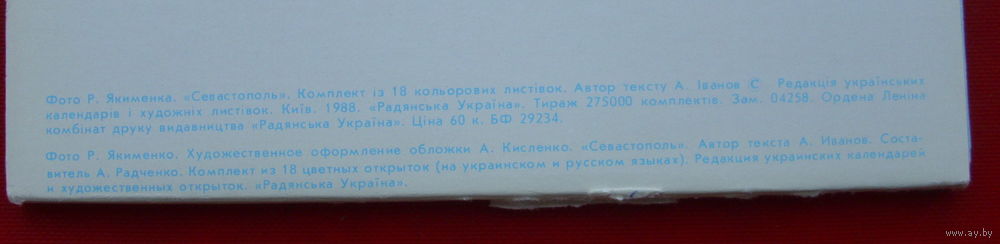 Фото Р. Якименка. «Севастополь». Комплект із 18 кольорових листівок. Автор тексту А. Іванов © Редакція українських
календарів і художніх листівок. Київ. 1988. «Радянська Україна». Тираж 275000 комплектів. Зам. 04258. Ордена Леніна
комбінат друку видавництва «Радянська Україна». Ціна 60 к. БФ 29234.
Фото Р. Якименко. Художественное оформление обложки А. Кисленко. «Севастополь». Автор текста А. Иванов. Соста-
витель А. Радченко. Комплект из 18 цветных открыток (на украинском и русском языках). Редакция украинских календарей
и художественных открыток. «Радянська Україна».
www.ay.by